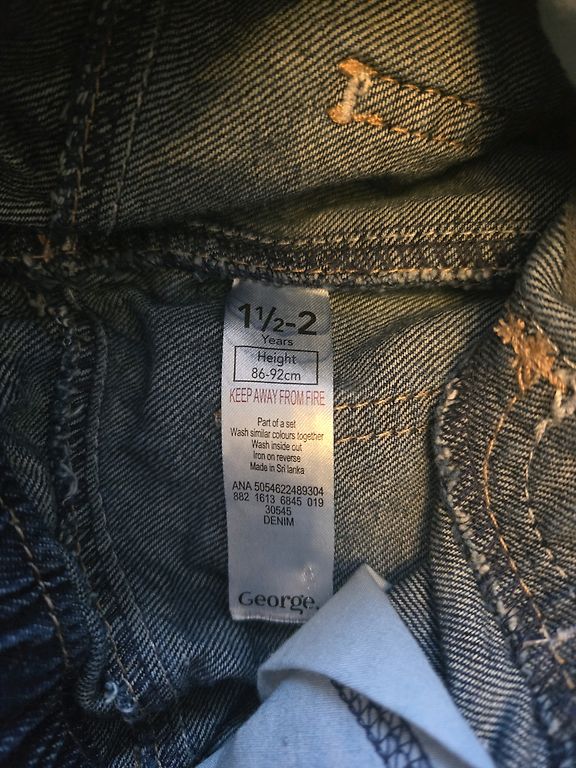 1½-2
Years
Height
86-92cm
KEEP AWAY FROM FIRE
Part of a set
Wash similar colours together
Wash inside out
Iron on reverse
Made in Sri lanka
ANA 5054622489304
882 1613 6845 019
30545
DENIM
George.